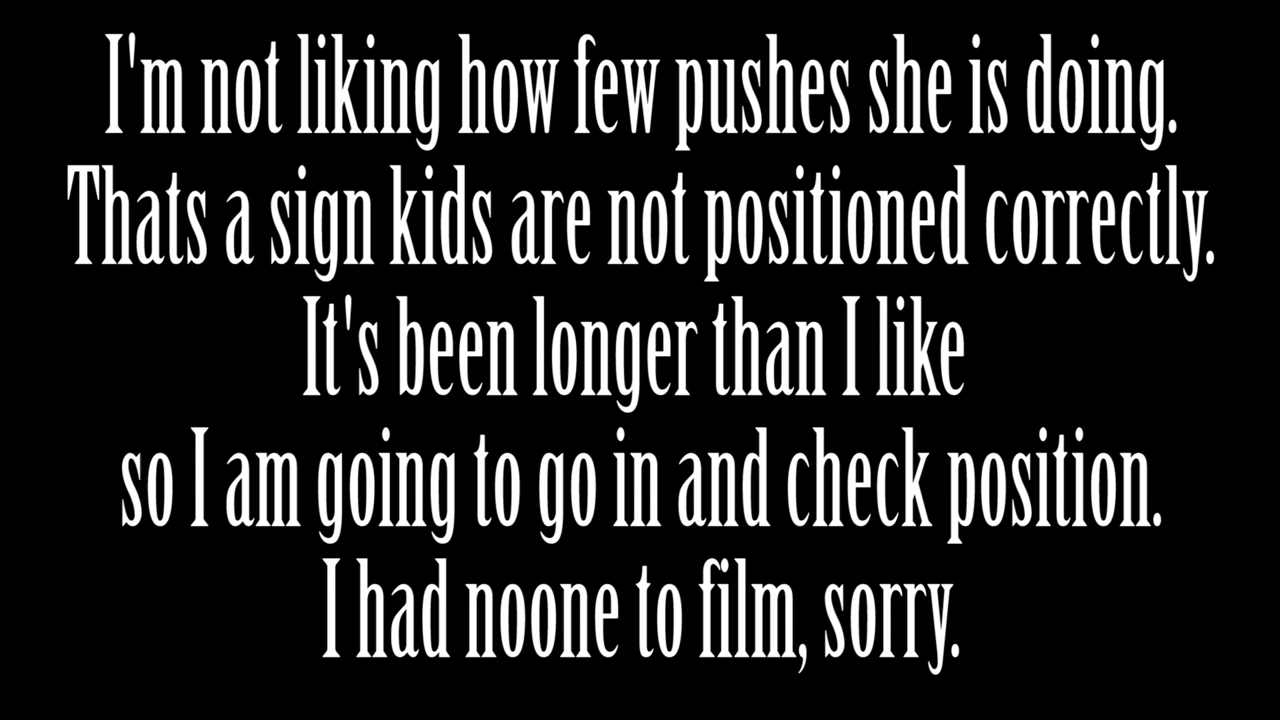 I'm not liking how few pushes she is doing.
Thats a sign kids are not positioned correctly.
It's been longer than I like
so I am going to go in and check position.
I had noone to film, sorry.